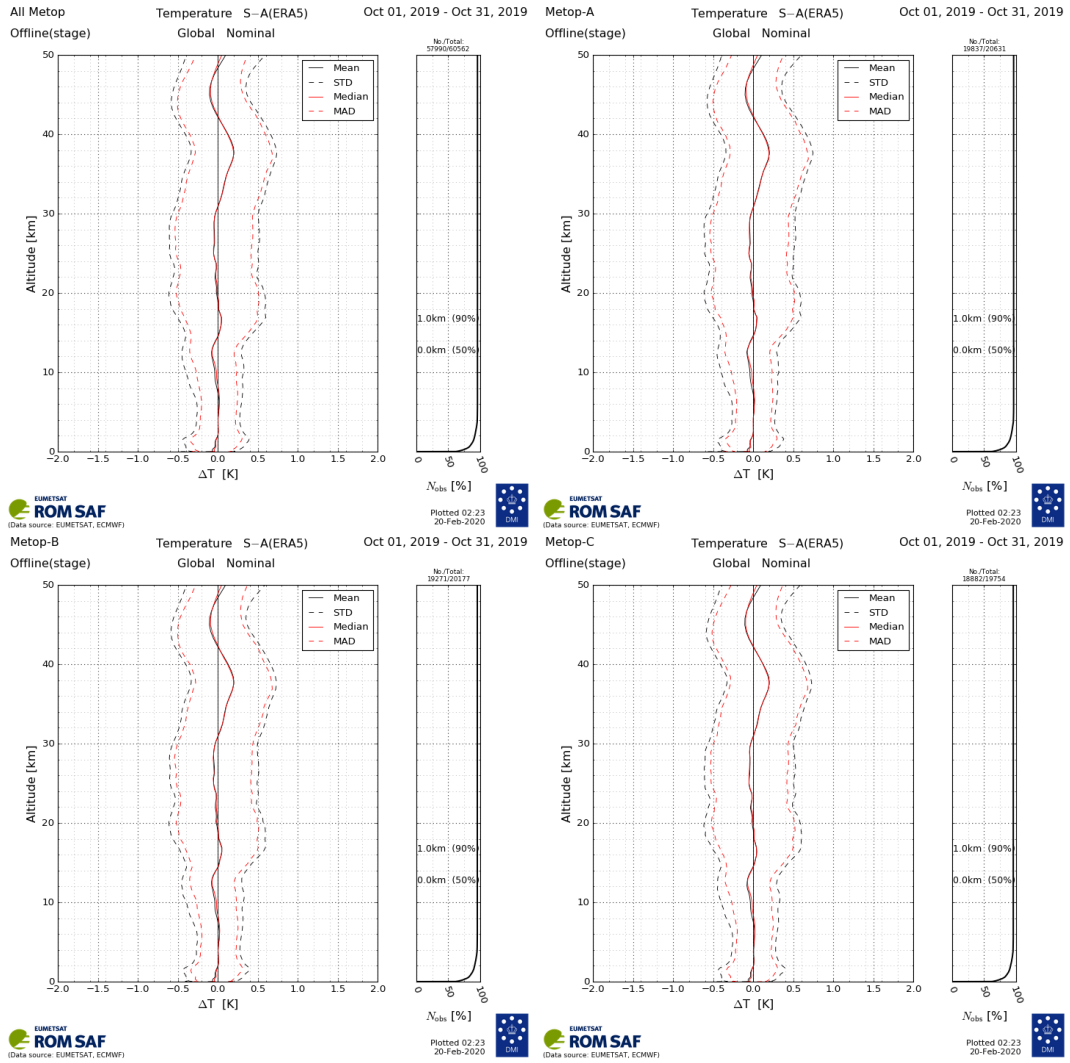 All Metop Temperature S−A(ERA5) Oct 01, 2019 - Oct 31, 2019
Offline(stage) Global Nominal
No./Total:
57990/60562
50
40
30
20
10
0
Altitude [km]
Mean
STD
Median
MAD
1.0km (90%)
0.0km (50%)
−2.0 −1.5 −1.0 −0.5 0.0 0.5 1.0 1.5 2.0
ΔT [K]
0 50 100
Nobs [%]
EUMETSAT
ROM SAF
(Data source: EUMETSAT, ECMWF)
Plotted 02:23
20-Feb-2020
DMI
Metop-A Temperature S−A(ERA5) Oct 01, 2019 - Oct 31, 2019
Offline(stage) Global Nominal
No./Total:
19837/20631
50
40
30
20
10
0
Altitude [km]
Mean
STD
Median
MAD
1.0km (90%)
0.0km (50%)
−2.0 −1.5 −1.0 −0.5 0.0 0.5 1.0 1.5 2.0
ΔT [K]
0 50 100
Nobs [%]
EUMETSAT
ROM SAF
(Data source: EUMETSAT, ECMWF)
Plotted 02:23
20-Feb-2020
DMI
Metop-B Temperature S−A(ERA5) Oct 01, 2019 - Oct 31, 2019
Offline(stage) Global Nominal
No./Total:
19271/20177
50
40
30
20
10
0
Altitude [km]
Mean
STD
Median
MAD
1.0km (90%)
0.0km (50%)
−2.0 −1.5 −1.0 −0.5 0.0 0.5 1.0 1.5 2.0
ΔT [K]
0 50 100
Nobs [%]
EUMETSAT
ROM SAF
(Data source: EUMETSAT, ECMWF)
Plotted 02:23
20-Feb-2020
DMI
Metop-C Temperature S−A(ERA5) Oct 01, 2019 - Oct 31, 2019
Offline(stage) Global Nominal
No./Total:
18882/19754
50
40
30
20
10
0
Altitude [km]
Mean
STD
Median
MAD
1.0km (90%)
0.0km (50%)
−2.0 −1.5 −1.0 −0.5 0.0 0.5 1.0 1.5 2.0
ΔT [K]
0 50 100
Nobs [%]
EUMETSAT
ROM SAF
(Data source: EUMETSAT, ECMWF)
Plotted 02:23
20-Feb-2020
DMI